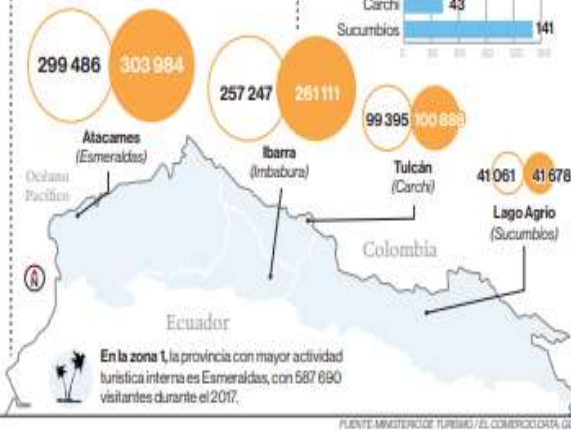 Carchi 43
Sucumbíos 141
299 486 303 984
257 247 261 111
99 395 100 888
41 061 41 678
Atacames
(Esmeraldas)
Ibarra
(Imbabura)
Tulcán
(Carchi)
Lago Agrio
(Sucumbíos)
Océano
Pacífico
Colombia
N
Ecuador
En la zona 1, la provincia con mayor actividad
turística interna es Esmeraldas, con 587 690
visitantes durante el 2017.
FUENTE: MINISTERIO DE TURISMO / EL COMERCIO DATA